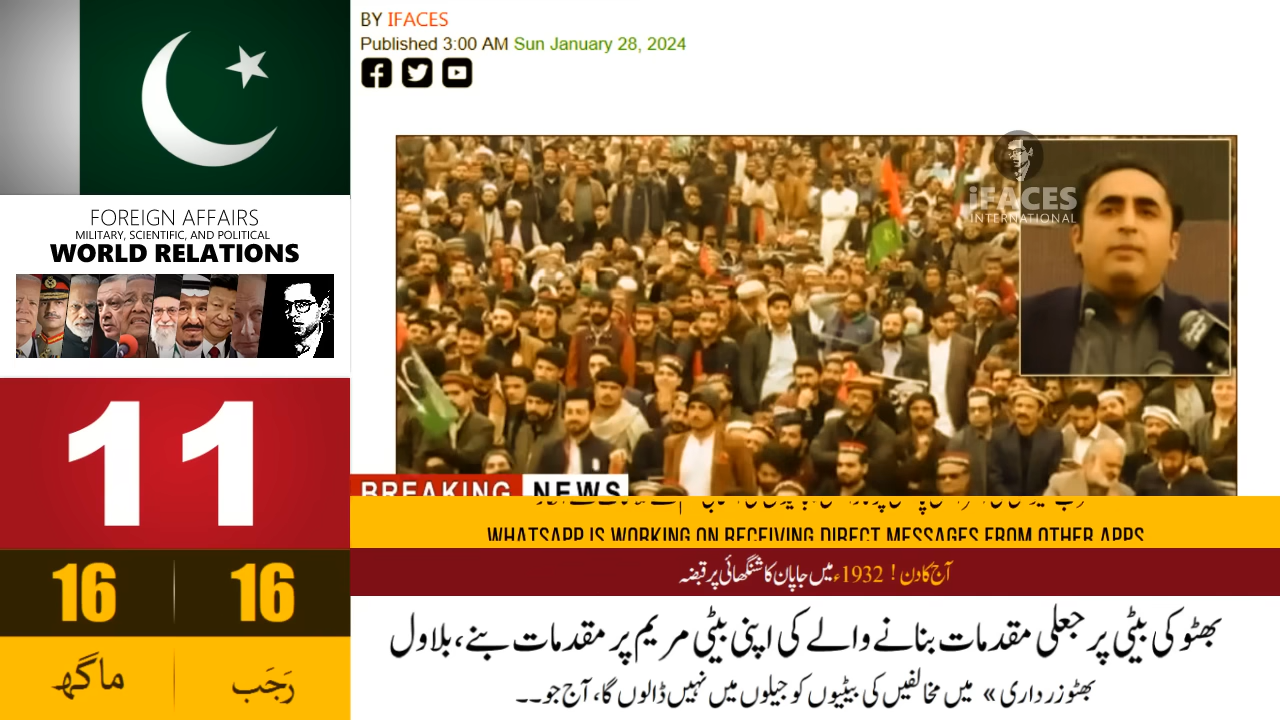 BY IFACES
Published 3:00 AM Sun January 28, 2024
iFACES
INTERNATIONAL
FOREIGN AFFAIRS
MILITARY, SCIENTIFIC, AND POLITICAL
WORLD RELATIONS
11
16
16
ماگھ
رَجَب
BREAKING NEWS
WHATSAPP IS WORKING ON RECEIVING DIRECT MESSAGES FROM OTHER APPS
آج کا دن ! 1932ء میں جاپان کا شنگھائی پر قبضہ
بھٹو کی بیٹی پر جعلی مقدمات بنانے والے کی اپنی بیٹی مریم پر مقدمات بنے، بلاول
بھٹو زرداری » میں مخالفین کی بیٹیوں کو جیلوں میں نہیں ڈالوں گا، آج جو۔۔